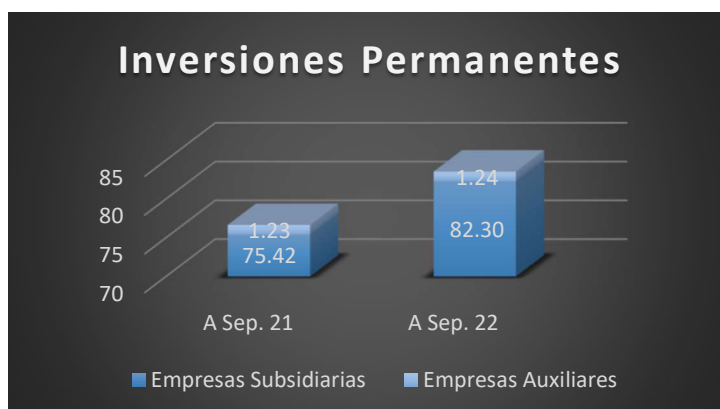 Inversiones Permanentes
85
80
75
70
1.23
75.42
1.24
82.30
A Sep. 21
A Sep. 22
Empresas Subsidiarias
Empresas Auxiliares